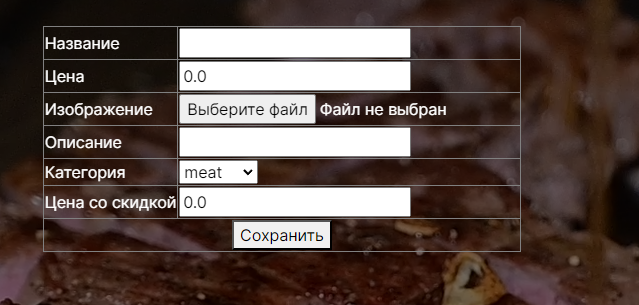 Название
Цена 0.0
Изображение Выберите файл Файл не выбран
Описание
Категория meat
Цена со скидкой 0.0
Сохранить